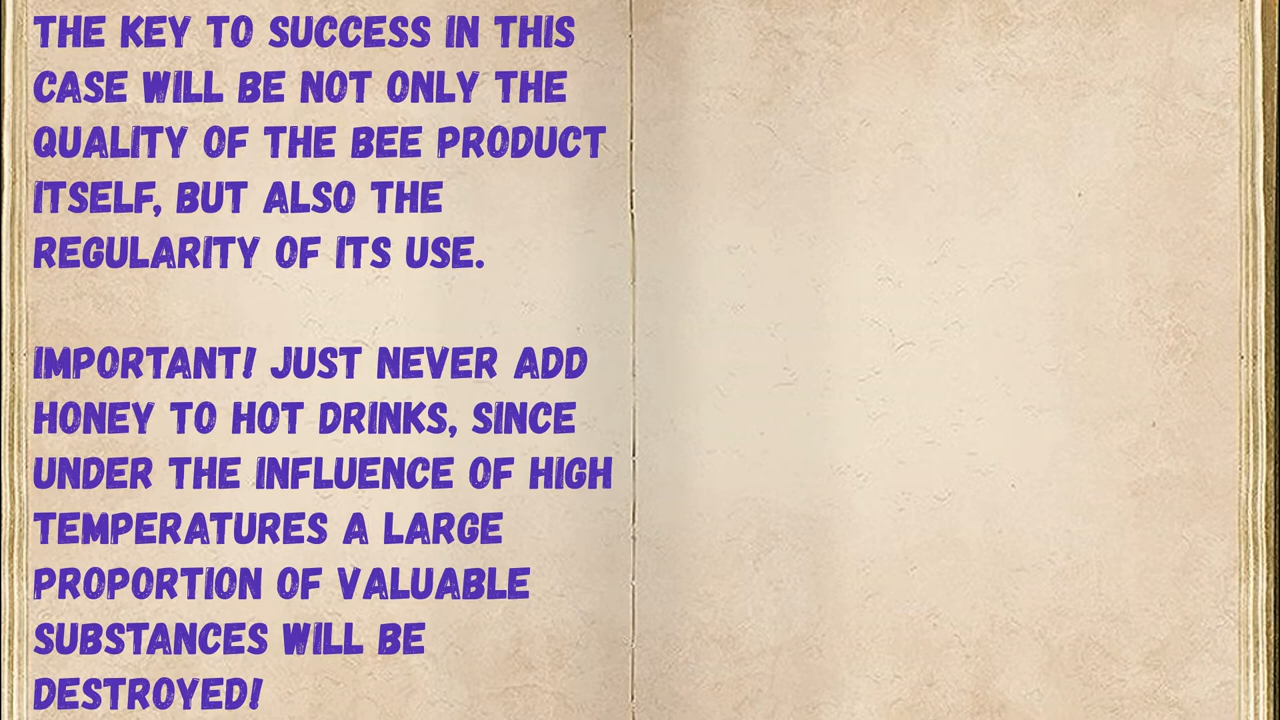 THE KEY TO SUCCESS IN THIS
CASE WILL BE NOT ONLY THE
QUALITY OF THE BEE PRODUCT
ITSELF, BUT ALSO THE
REGULARITY OF ITS USE.
IMPORTANT! JUST NEVER ADD
HONEY TO HOT DRINKS, SINCE
UNDER THE INFLUENCE OF HIGH
TEMPERATURES A LARGE
PROPORTION OF VALUABLE
SUBSTANCES WILL BE
DESTROYED!